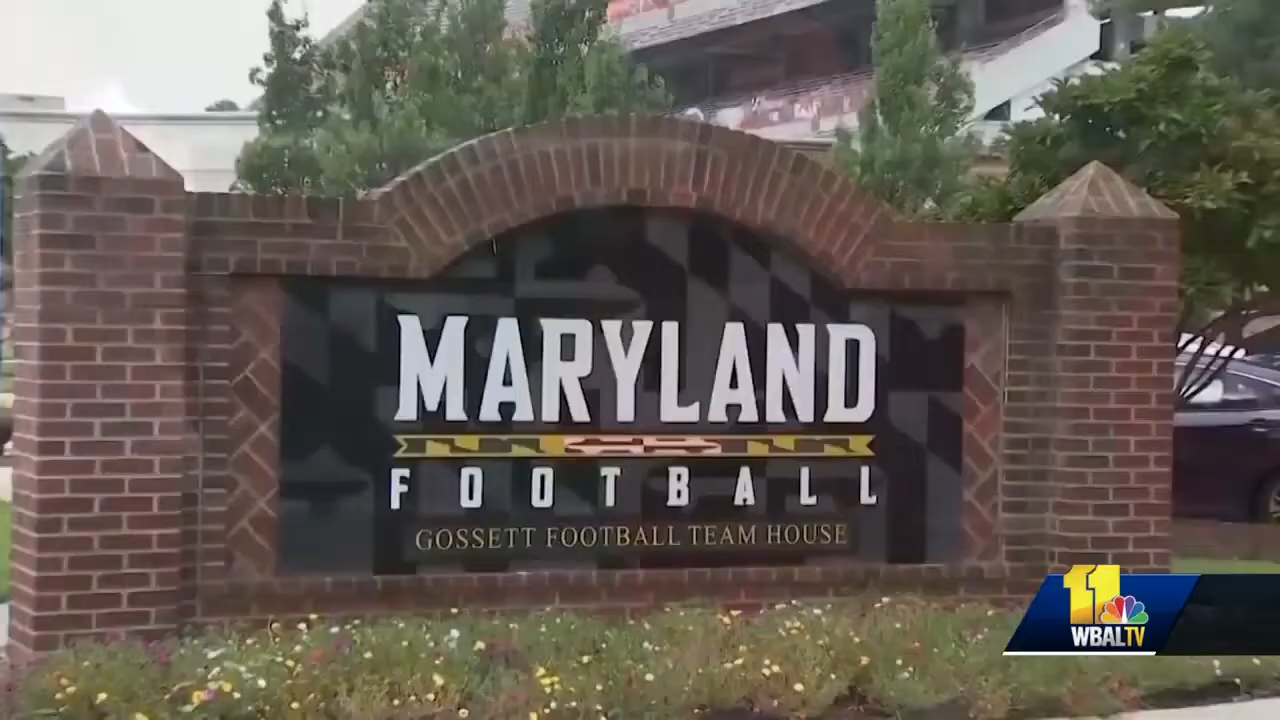 MARYLAND
FOOTBALL
GOSSETT FOOTBALL TEAM HOUSE
11
WBALTV